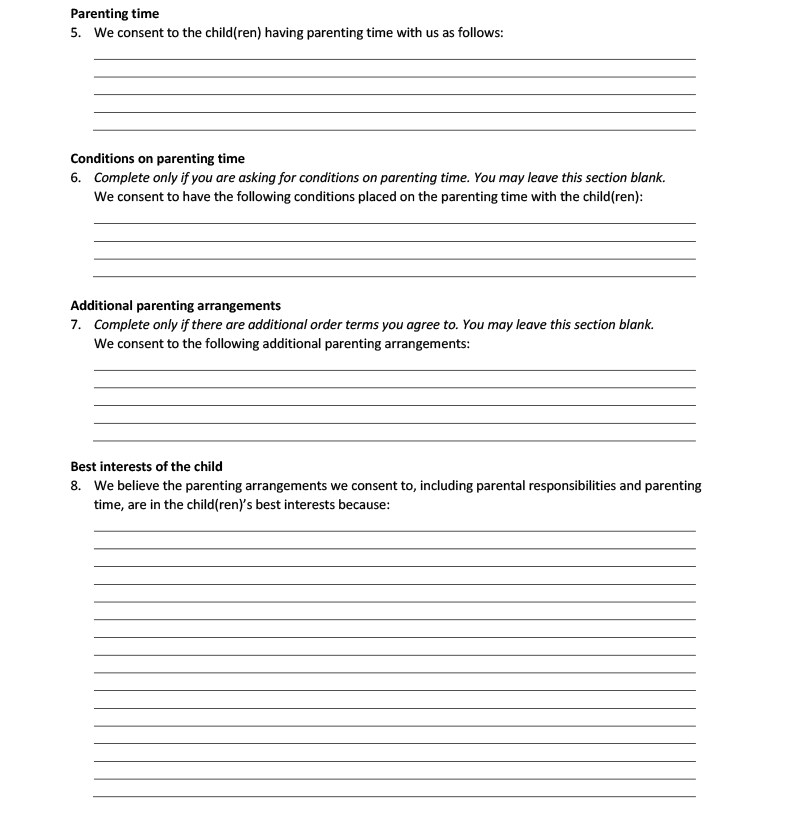 Parenting time
5. We consent to the child(ren) having parenting time with us as follows:
Conditions on parenting time
6. Complete only if you are asking for conditions on parenting time. You may leave this section blank.
We consent to have the following conditions placed on the parenting time with the child(ren):
Additional parenting arrangements
7. Complete only if there are additional order terms you agree to. You may leave this section blank.
We consent to the following additional parenting arrangements:
Best interests of the child
8. We believe the parenting arrangements we consent to, including parental responsibilities and parenting
time, are in the child(ren)'s best interests because: